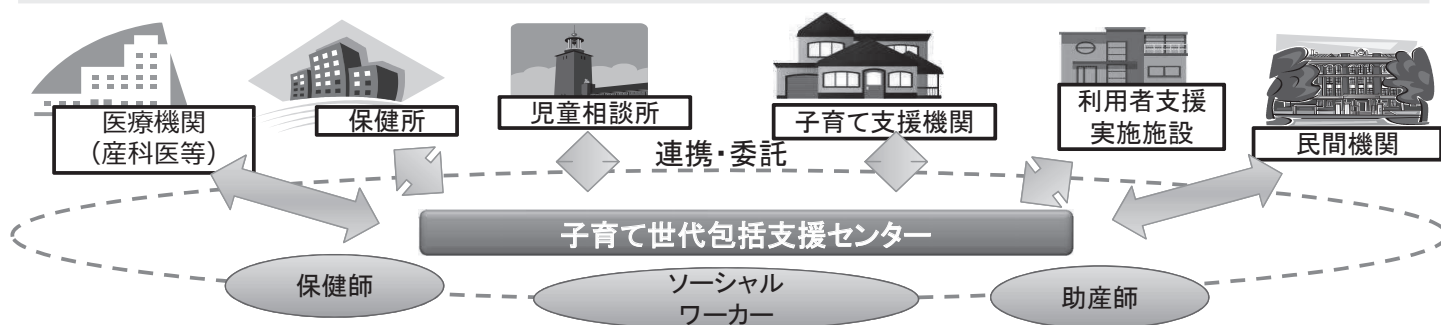 医療機関
（産科医等）
保健所
児童相談所
子育て支援機関
利用者支援
実施施設
民間機関
連携・委託
子育て世代包括支援センター
保健師
ソーシャル
ワーカー
助産師